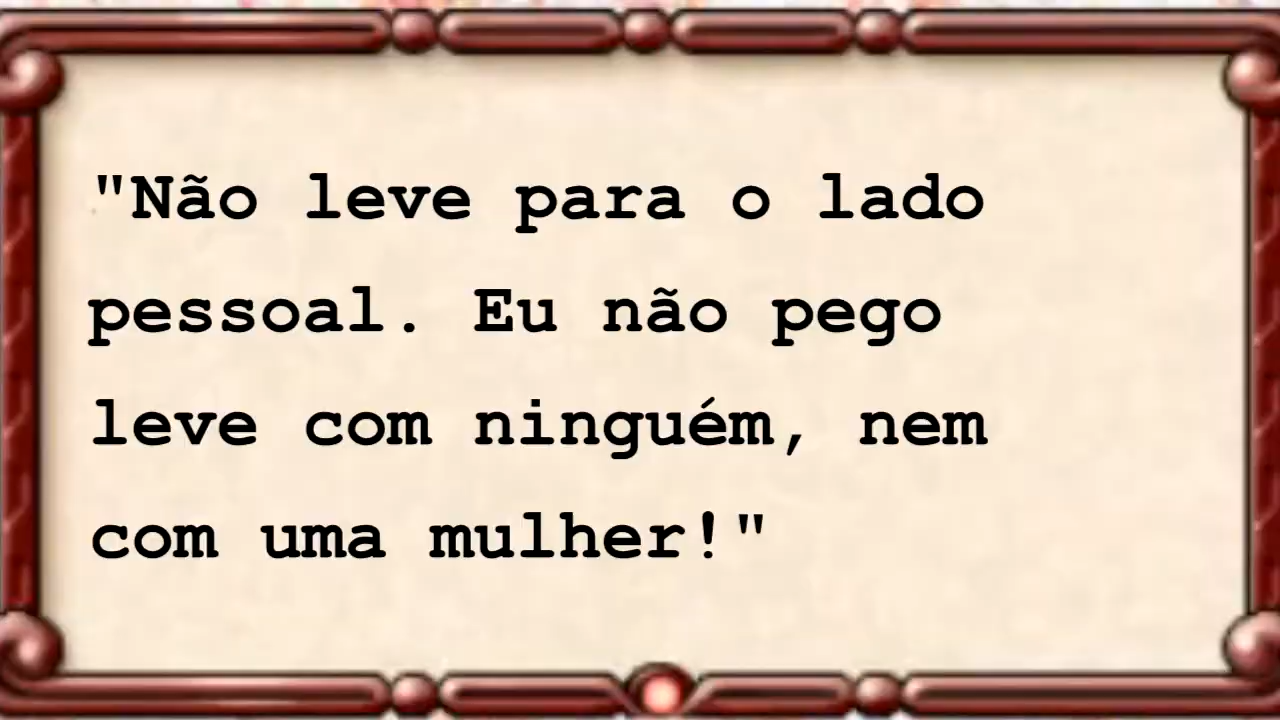 "Não leve para o lado
pessoal. Eu não pego
leve com ninguém, nem
com uma mulher!"